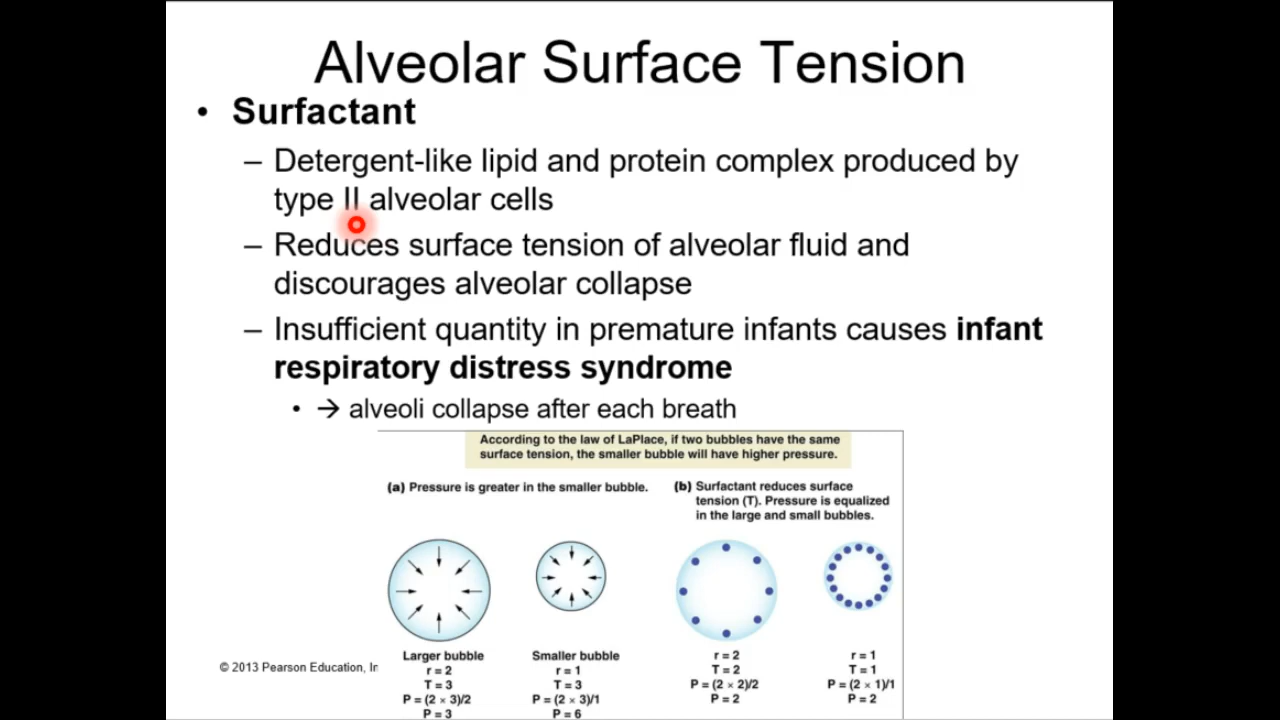 Alveolar Surface Tension
• Surfactant
– Detergent-like lipid and protein complex produced by
type II alveolar cells
– Reduces surface tension of alveolar fluid and
discourages alveolar collapse
– Insufficient quantity in premature infants causes infant
respiratory distress syndrome
• → alveoli collapse after each breath
According to the law of LaPlace, if two bubbles have the same
surface tension, the smaller bubble will have higher pressure.
(a) Pressure is greater in the smaller bubble.
(b) Surfactant reduces surface
tension (T). Pressure is equalized
in the large and small bubbles.
Larger bubble
r = 2
T = 3
P = (2 × 3)/2
P = 3
Smaller bubble
r = 1
T = 3
P = (2 × 3)/1
P = 6
r = 2
T = 2
P = (2 × 2)/2
P = 2
r = 1
T = 1
P = (2 × 1)/1
P = 2
© 2013 Pearson Education, In